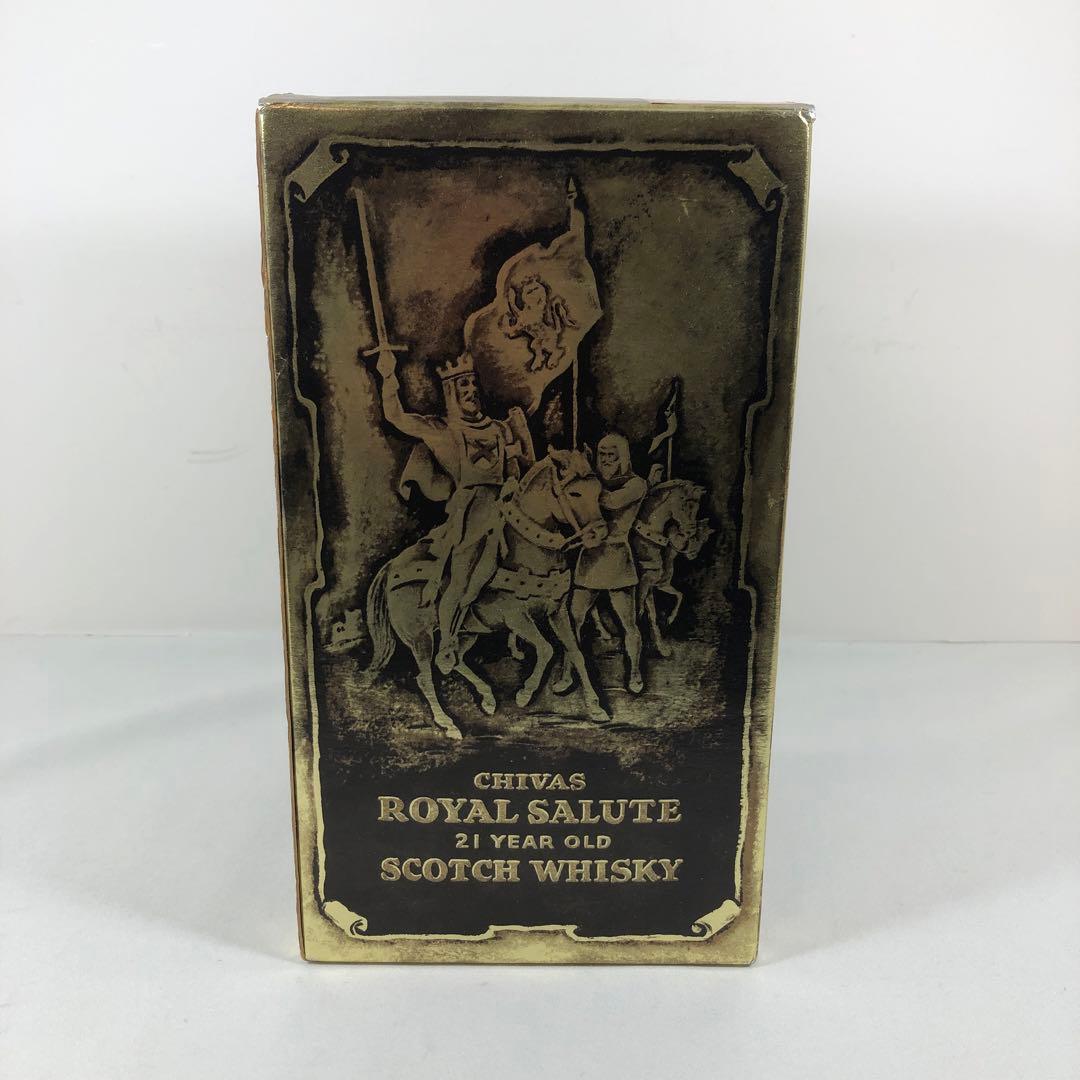 CHIVAS
ROYAL SALUTE
21 YEAR OLD
SCOTCH WHISKY